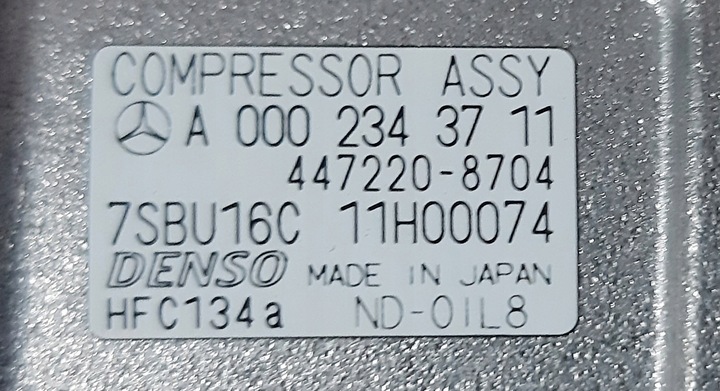 COMPRESSOR ASSY
A 000 234 37 11
447220-8704
7SBU16C 11H00074
DENSO MADE IN JAPAN
HFC134a ND-OIL8